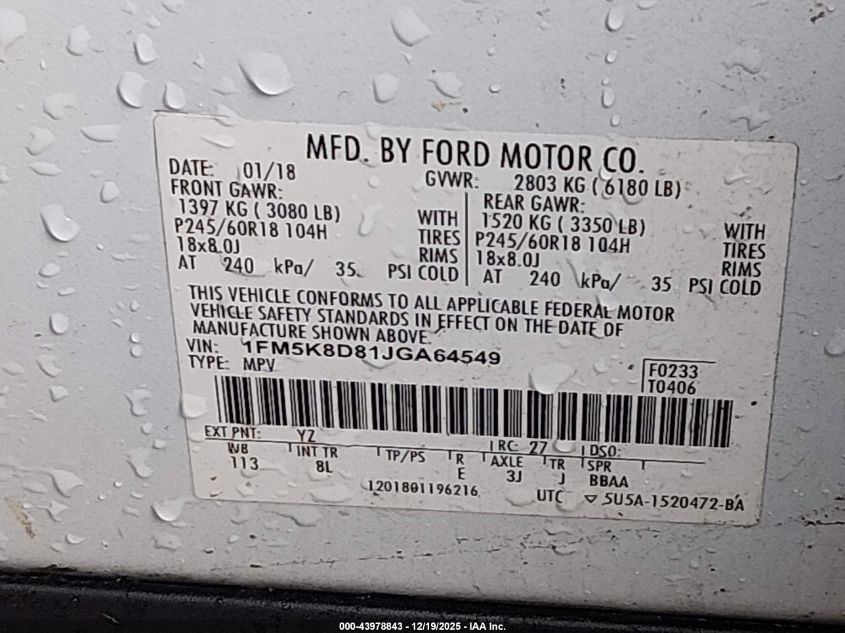 MFD. BY FORD MOTOR CO.
DATE: 01/18 GVWR: 2803 KG ( 6180 LB)
FRONT GAWR: REAR GAWR:
1397 KG ( 3080 LB) WITH 1520 KG ( 3350 LB) WITH
P245/60R18 104H TIRES P245/60R18 104H TIRES
18x8.0J RIMS 18x8.0J RIMS
AT 240 kPa/ 35 PSI COLD AT 240 kPa/ 35 PSI COLD
THIS VEHICLE CONFORMS TO ALL APPLICABLE FEDERAL MOTOR
VEHICLE SAFETY STANDARDS IN EFFECT ON THE DATE OF
MANUFACTURE SHOWN ABOVE.
VIN: 1FM5K8D81JGA64549
TYPE: MPV
F0233
T0406
EXT PNT: YZ RC: 27 DSO:
WB INT TR TP/PS R AXLE TR SPR
113 8L E 3J J BBAA
1201801196216 UTC ▽ 5U5A-1520472-BA
000-43978843 - 12/19/2025 - IAA Inc.